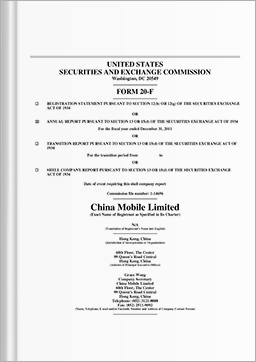 UNITED STATES
SECURITIES AND EXCHANGE COMMISSION
Washington, DC 20549
FORM 20-F
REGISTRATION STATEMENT PURSUANT TO SECTION 12(b) OR 12(g) OF THE SECURITIES EXCHANGE
ACT OF 1934
OR
ANNUAL REPORT PURSUANT TO SECTION 13 OR 15(d) OF THE SECURITIES EXCHANGE ACT OF 1934
For the fiscal year ended December 31, 2011
OR
TRANSITION REPORT PURSUANT TO SECTION 13 OR 15(d) OF THE SECURITIES EXCHANGE ACT OF
1934
For the transition period from to
OR
SHELL COMPANY REPORT PURSUANT TO SECTION 13 OR 15(d) OF THE SECURITIES EXCHANGE ACT
OF 1934
Date of event requiring this shell company report
Commission file number: 1-14696
China Mobile Limited
(Exact Name of Registrant as Specified in Its Charter)
N/A
(Translation of Registrant's Name into English)
Hong Kong, China
(Jurisdiction of Incorporation or Organization)
60th Floor, The Center
99 Queen's Road Central
Hong Kong, China
(Address of Principal Executive Offices)
Grace Wong
Company Secretary
China Mobile Limited
60th Floor, The Center
99 Queen's Road Central
Hong Kong, China
Telephone: (852) 3121-8888
Fax: (852) 2511-9092
(Name, Telephone, E-mail and/or Facsimile Number and Address of Company Contact Person)